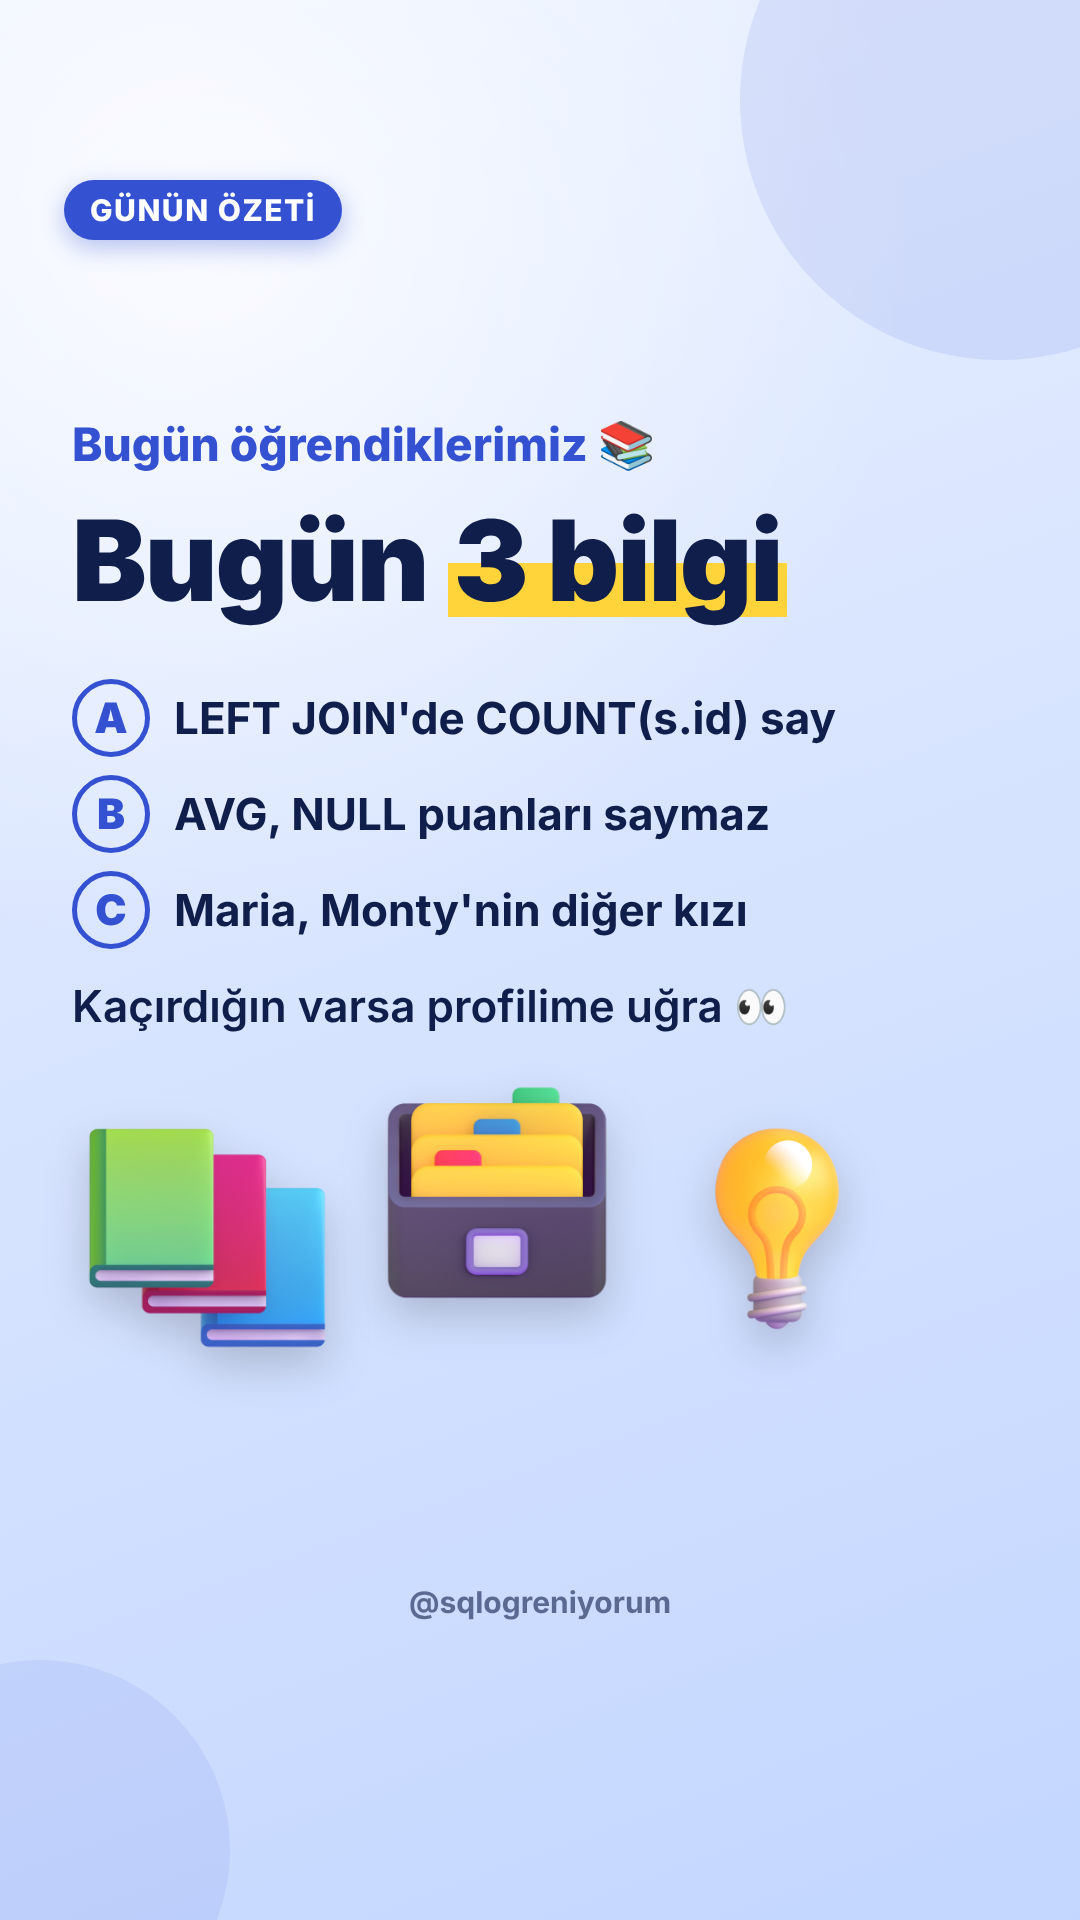 GÜNÜN ÖZETİ
Bugün öğrendiklerimiz 📚
Bugün 3 bilgi
A LEFT JOIN'de COUNT(s.id) say
B AVG, NULL puanları saymaz
C Maria, Monty'nin diğer kızı
Kaçırdığın varsa profilime uğra 👀
@sqlogreniyorum